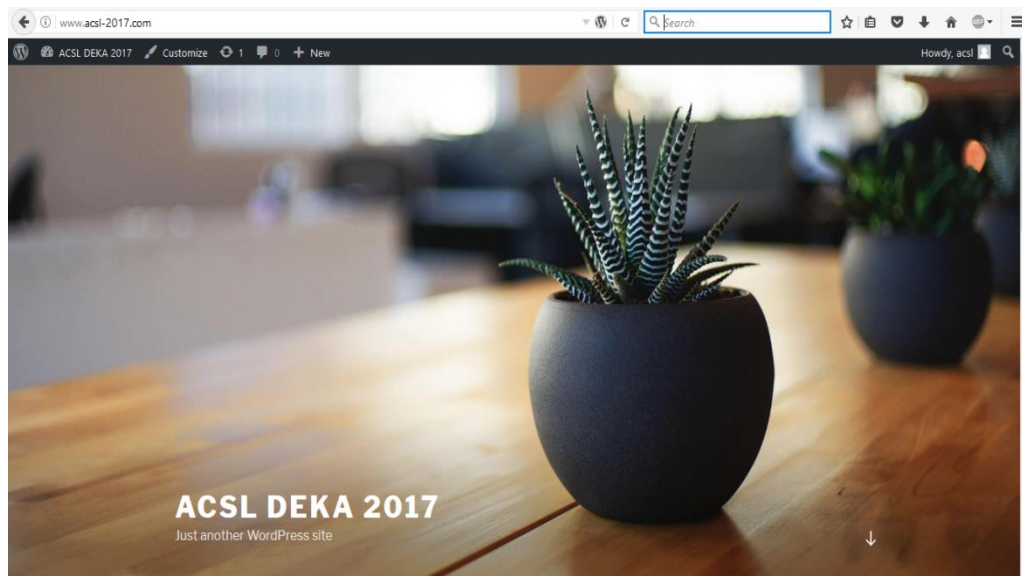 www.acsl-2017.com
Search
ACSL DEKA 2017 Customize 1 0 + New
Howdy, acsl
ACSL DEKA 2017
Just another WordPress site